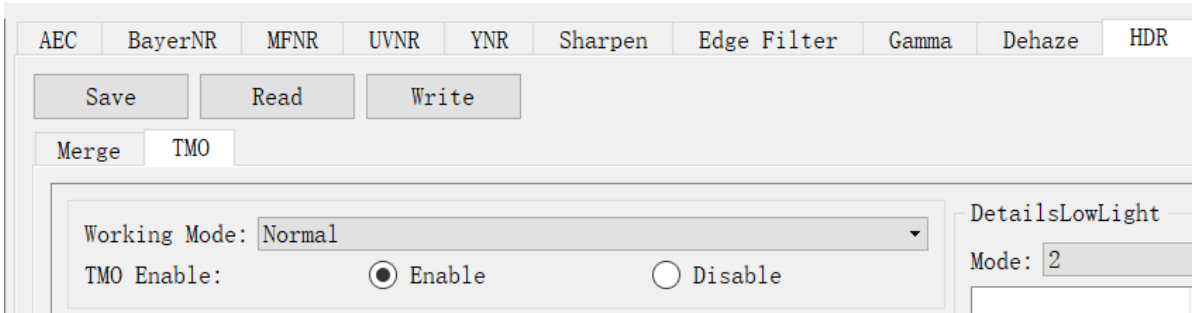 AEC BayerNR MFNR UVNR YNR Sharpen Edge Filter Gamma Dehaze HDR
Save Read Write
Merge TMO
Working Mode: Normal
TMO Enable: Enable Disable
DetailsLowLight
Mode: 2